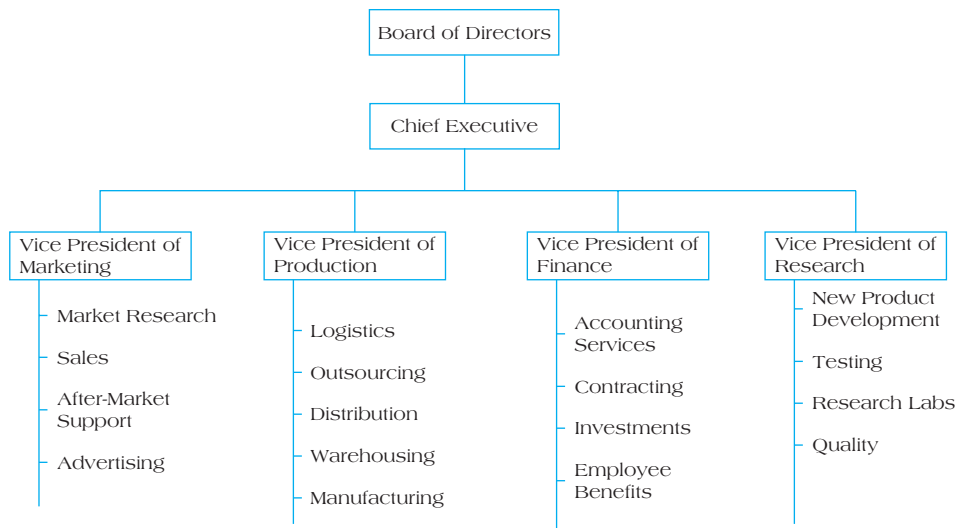 Board of Directors
Chief Executive
Vice President of
Marketing
Market Research
Sales
After-Market
Support
Advertising
Vice President of
Production
Logistics
Outsourcing
Distribution
Warehousing
Manufacturing
Vice President of
Finance
Accounting
Services
Contracting
Investments
Employee
Benefits
Vice President of
Research
New Product
Development
Testing
Research Labs
Quality